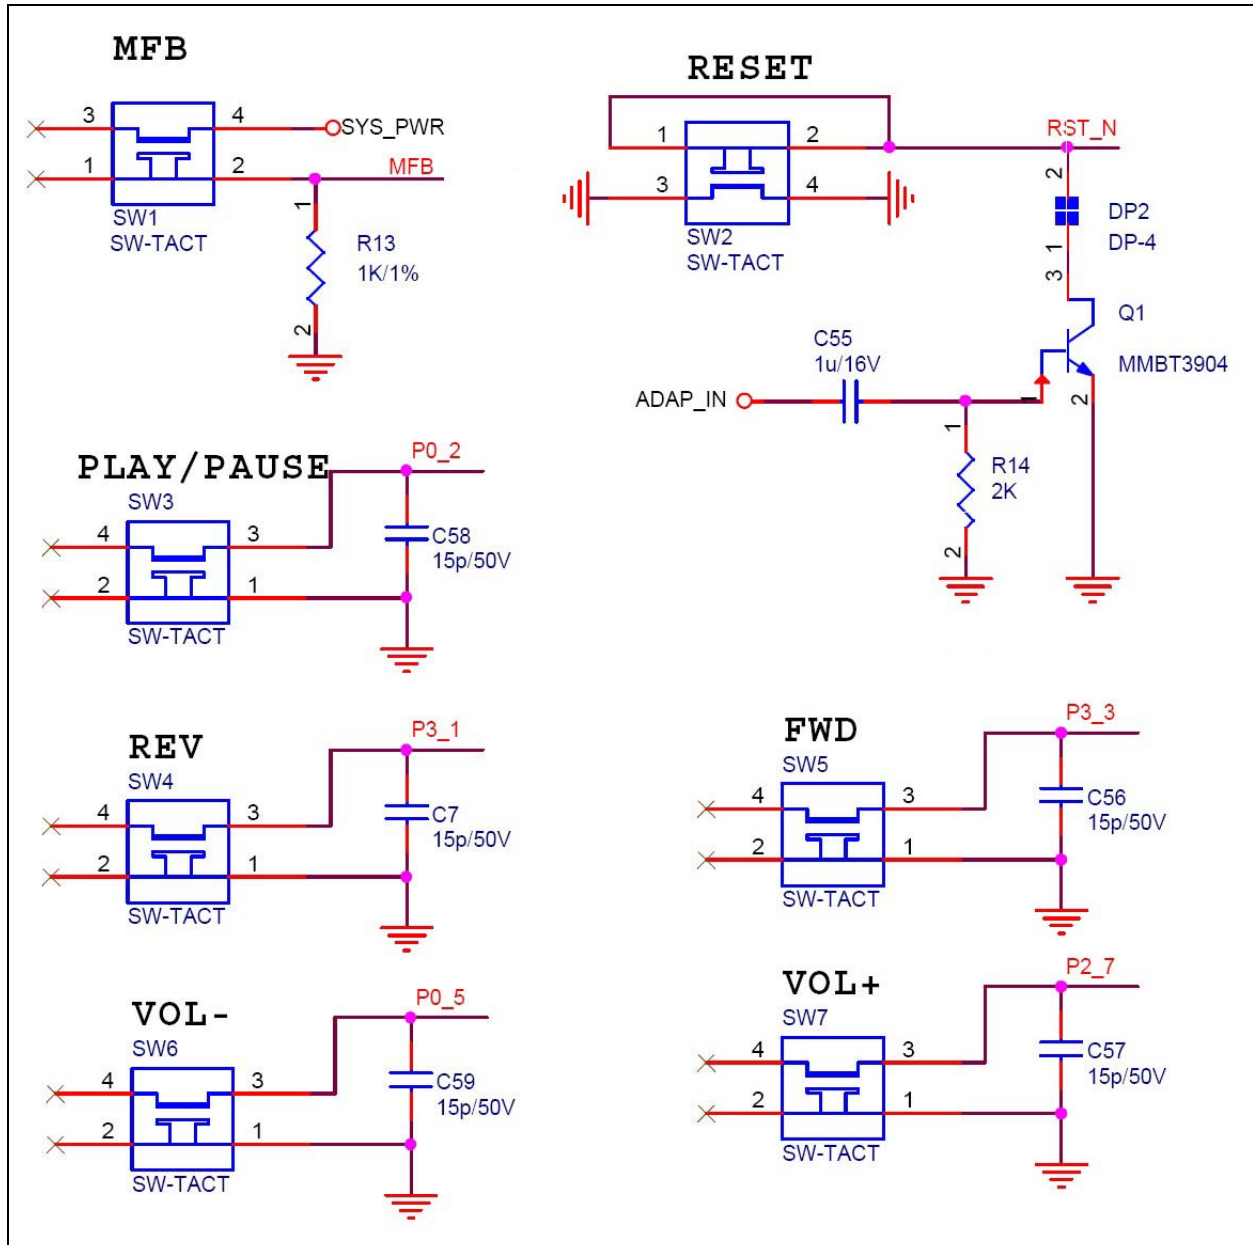 MFB
3
4
SYS_PWR
1
2
MFB
SW1
SW-TACT
1
R13
1K/1%
2
RESET
1
2
RST_N
3
4
SW2
SW-TACT
2
DP2
DP-4
1
3
Q1
MMBT3904
C55
1u/16V
ADAP_IN
1
2
1
R14
2K
2
PLAY/PAUSE
P0_2
SW3
4
3
C58
15p/50V
2
1
SW-TACT
REV
P3_1
SW4
4
3
C7
15p/50V
2
1
SW-TACT
FWD
P3_3
SW5
4
3
C56
15p/50V
2
1
SW-TACT
VOL-
P0_5
SW6
4
3
C59
15p/50V
2
1
SW-TACT
VOL+
P2_7
SW7
4
3
C57
15p/50V
2
1
SW-TACT